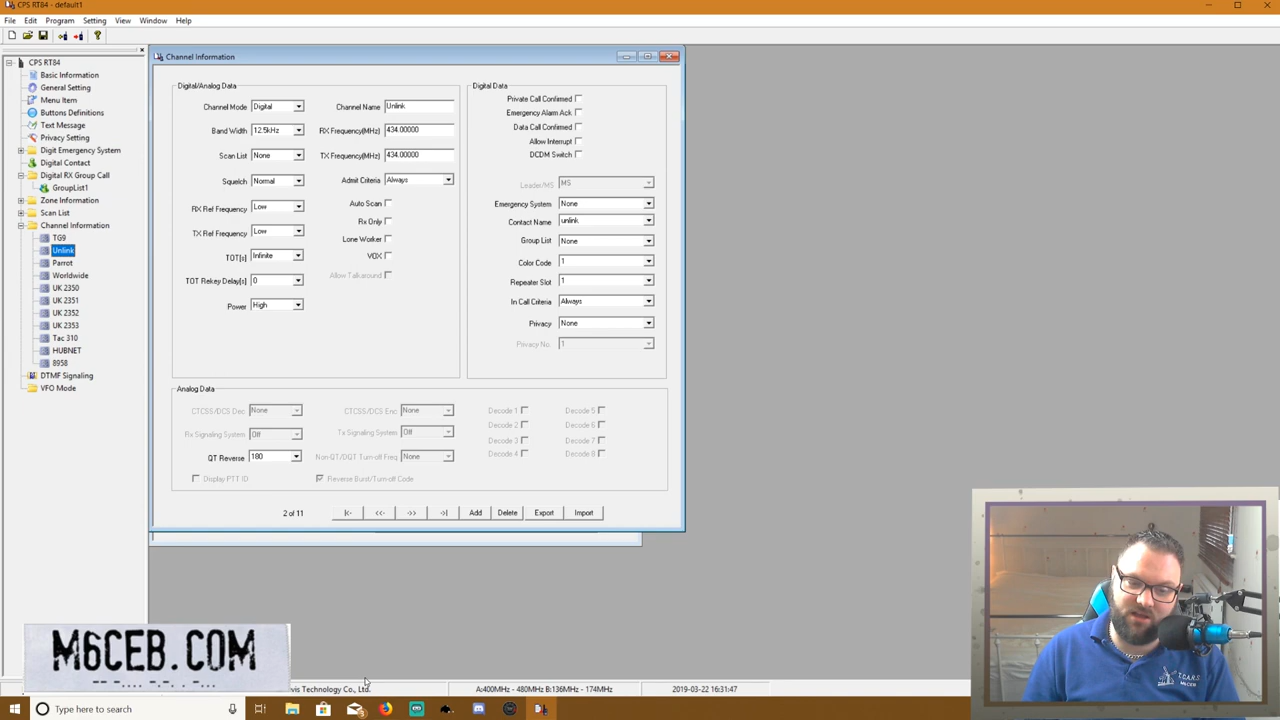 CPS RT84 - default1
File Edit Program Setting View Window Help
CPS RT84
Basic Information
General Setting
Menu Item
Buttons Definitions
Text Message
Privacy Setting
Digit Emergency System
Digital Contact
Digital RX Group Call
GroupList1
Zone Information
Scan List
Channel Information
TG9
Unlink
Parrot
Worldwide
UK 2350
UK 2351
UK 2352
UK 2353
Tac 310
HUBNET
8958
DTMF Signaling
VFO Mode
Channel Information
Digital/Analog Data
Channel Mode Digital Channel Name Unlink
Band Width 12.5kHz RX Frequency(MHz) 434.00000
Scan List None TX Frequency(MHz) 434.00000
Squelch Normal Admit Criteria Always
RX Ref Frequency Low Auto Scan
Rx Only
TX Ref Frequency Low Lone Worker
TOT[s] Infinite VOX
TOT Rekey Delay[s] 0 Allow Talkaround
Power High
Digital Data
Private Call Confirmed
Emergency Alarm Ack
Data Call Confirmed
Allow Interrupt
DCDM Switch
Leader/MS MS
Emergency System None
Contact Name unlink
Group List None
Color Code 1
Repeater Slot 1
In Call Criteria Always
Privacy None
Privacy No. 1
Analog Data
CTCSS/DCS Dec None CTCSS/DCS Enc None Decode 1 Decode 5
Rx Signaling System Off Tx Signaling System Off Decode 2 Decode 6
Decode 3 Decode 7
QT Reverse 180 Non-QT/DQT Turn-off Freq None Decode 4 Decode 8
Display PTT ID Reverse Burst/Turn-off Code
2 of 11 |<- <<- ->> ->| Add Delete Export Import
M6CEB.COM
-- -.... -.-. . -...
vis Technology Co., Ltd. A:400MHz - 480MHz B:136MHz - 174MHz 2019-03-22 16:31:47
T.C.A.R.S.
M6CEB
Type here to search